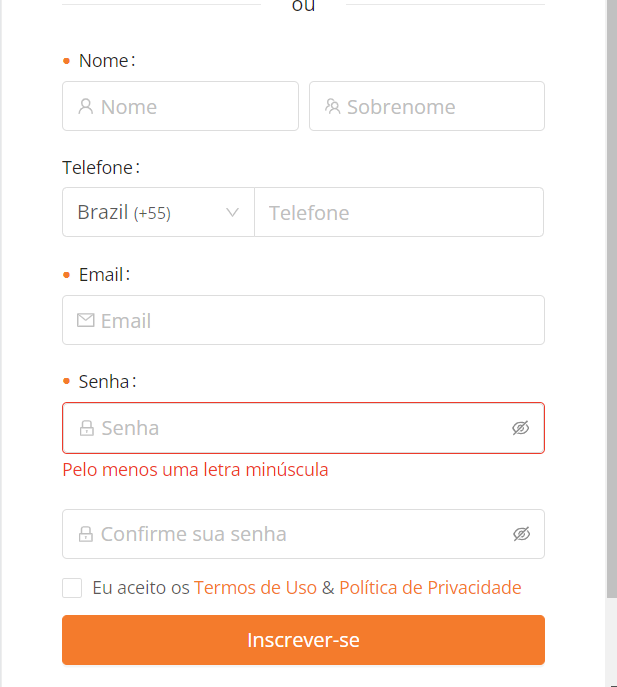 ou
• Nome:
Nome Sobrenome
Telefone:
Brazil (+55) Telefone
• Email:
Email
• Senha:
Senha
Pelo menos uma letra minúscula
Confirme sua senha
Eu aceito os Termos de Uso & Política de Privacidade
Inscrever-se